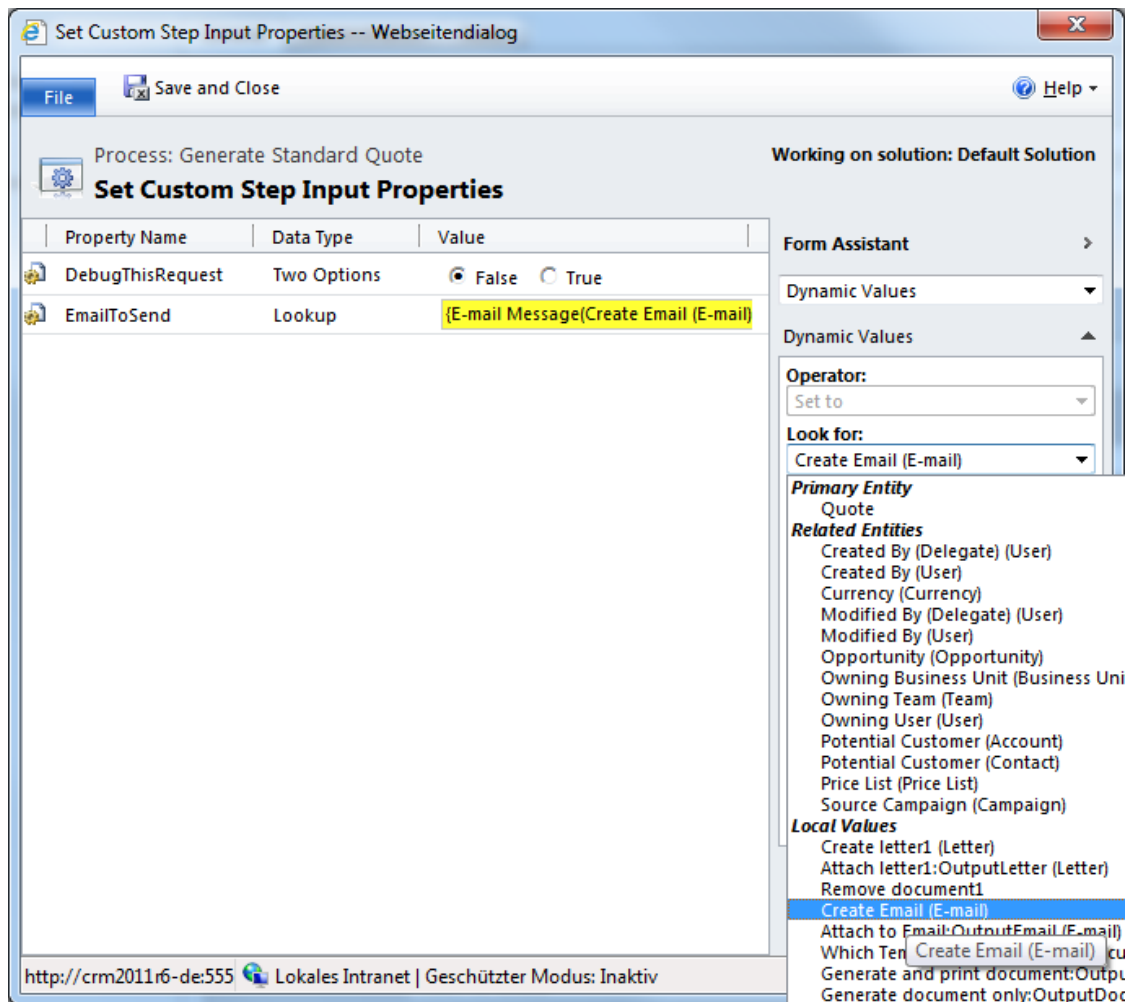 Set Custom Step Input Properties -- Webseitendialog
File
Save and Close
Help
Process: Generate Standard Quote
Set Custom Step Input Properties
Working on solution: Default Solution
Property Name Data Type Value
DebugThisRequest Two Options False True
EmailToSend Lookup {E-mail Message(Create Email (E-mail)
Form Assistant
Dynamic Values
Dynamic Values
Operator:
Set to
Look for:
Create Email (E-mail)
Primary Entity
Quote
Related Entities
Created By (Delegate) (User)
Created By (User)
Currency (Currency)
Modified By (Delegate) (User)
Modified By (User)
Opportunity (Opportunity)
Owning Business Unit (Business Uni
Owning Team (Team)
Owning User (User)
Potential Customer (Account)
Potential Customer (Contact)
Price List (Price List)
Source Campaign (Campaign)
Local Values
Create letter1 (Letter)
Attach letter1:OutputLetter (Letter)
Remove document1
Create Email (E-mail)
Attach to Email:OutputEmail (E-mail)
Which Tem
Create Email (E-mail)
Generate and print document:Outpu
Generate document only:OutputDoc
http://crm2011r6-de:555 Lokales Intranet | Geschützter Modus: Inaktiv